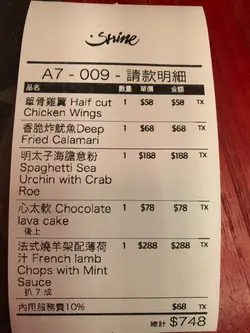 Shine
A7 - 009 - 請款明細
品名 數量 單價 金額
單骨雞翼 Half cut 1 $58 $58 TX
Chicken Wings
香脆炸魷魚Deep 1 $68 $68 TX
Fried Calamari
明太子海膽意粉 1 $188 $188 TX
Spaghetti Sea
Urchin with Crab
Roe
心太軟 Chocolate 1 $78 $78 TX
lava cake
後上
法式燒羊架配薄荷 1 $288 $288 TX
汁 French lamb
Chops with Mint
Sauce
扒7成
內用服務費10% $68 TX
總計 $748